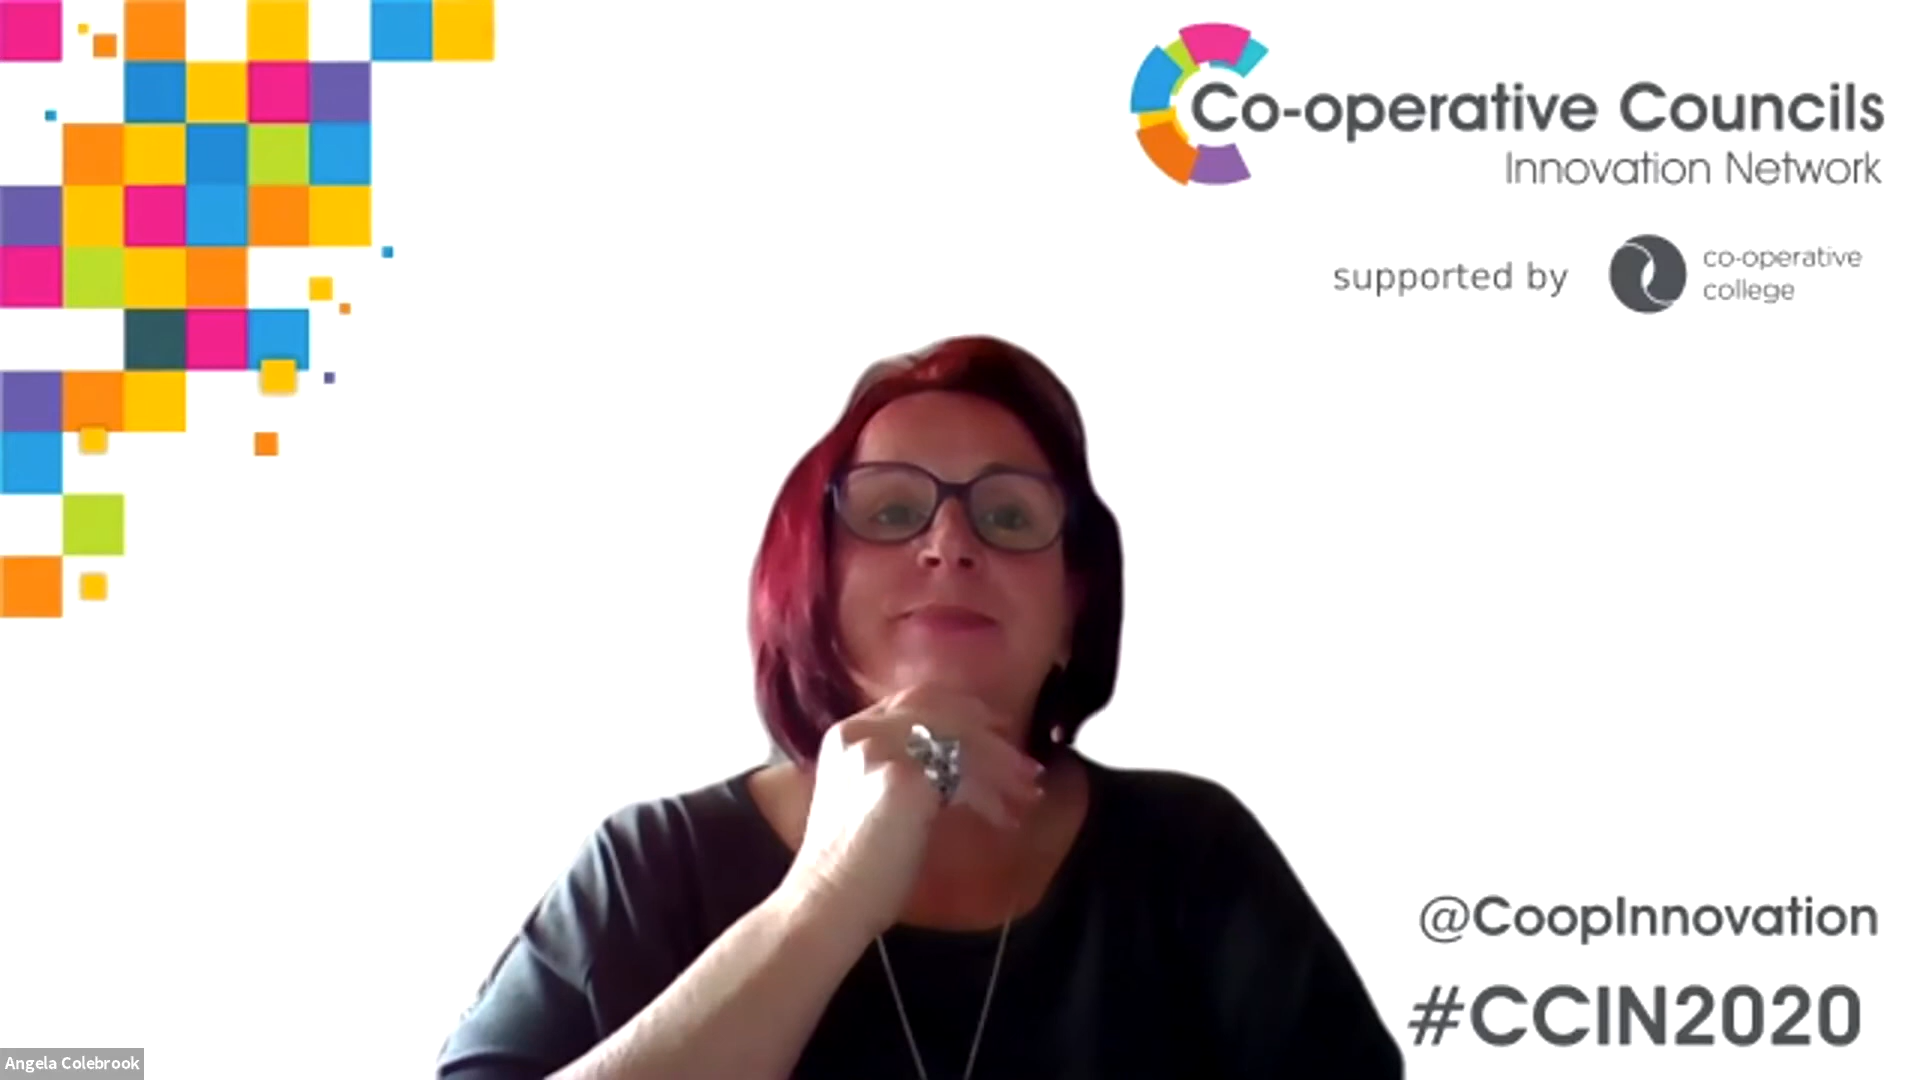 Co-operative Councils
Innovation Network
supported by
co-operative
college
@CoopInnovation
#CCIN2020
Angela Colebrook